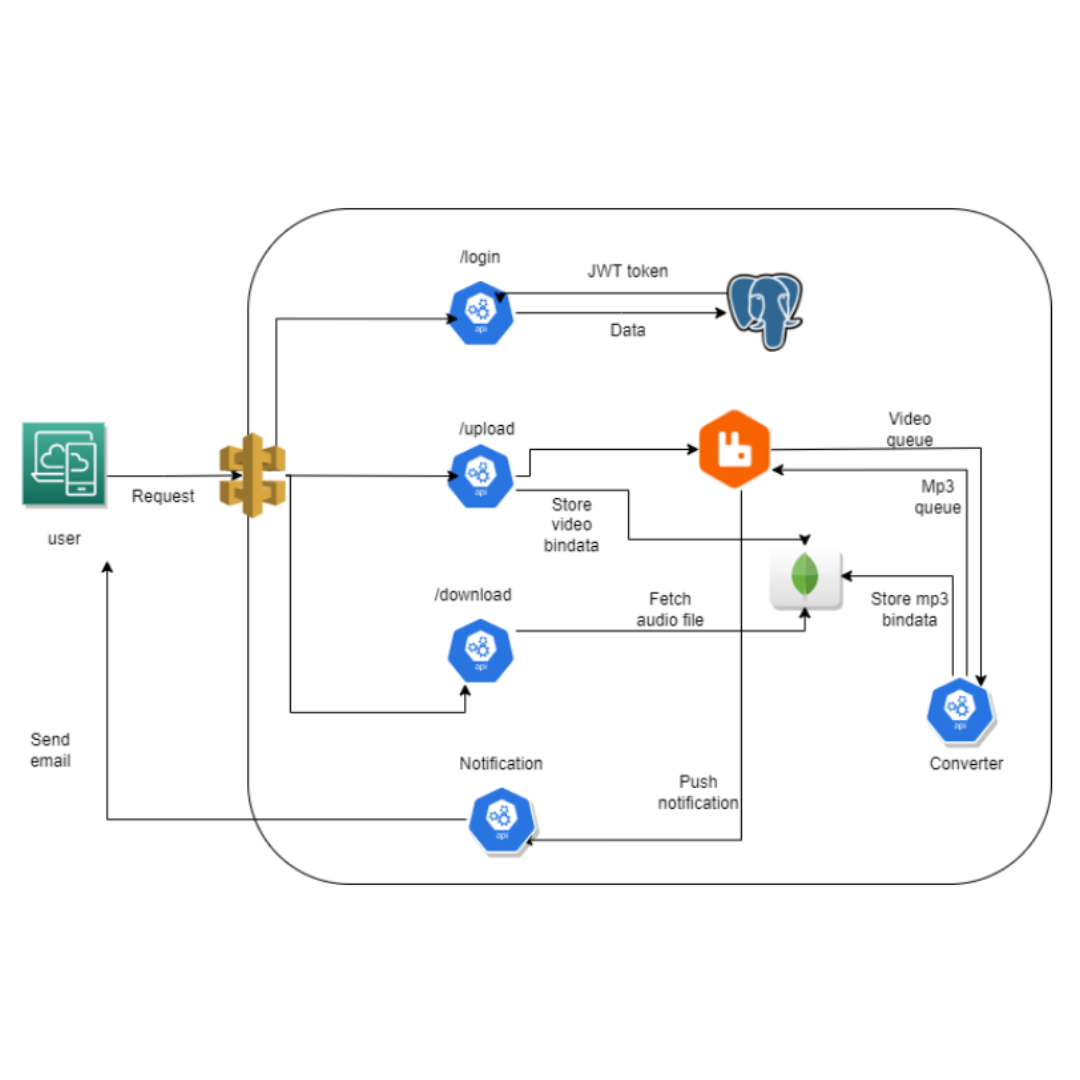 /login
JWT token
Data
api
/upload
Video
queue
api
Mp3
queue
Request
Store
video
bindata
user
/download
Fetch
audio file
Store mp3
bindata
api
api
Send
email
Notification
Converter
Push
notification
api